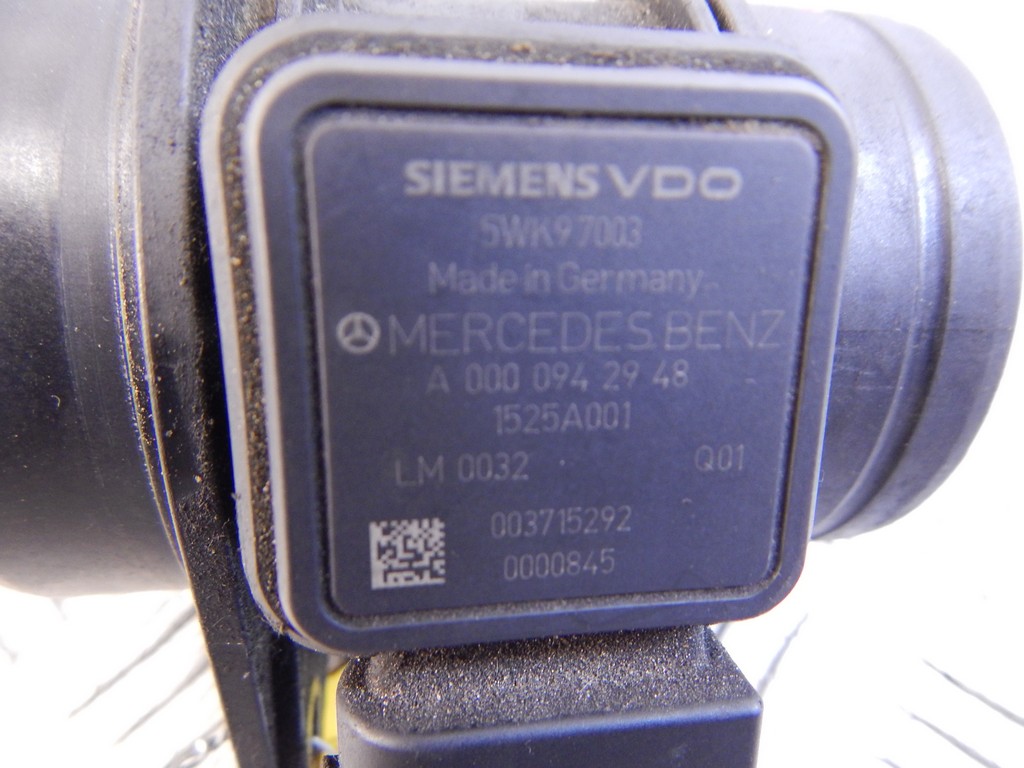 SIEMENS VDO
5WK97003
Made in Germany
MERCEDES BENZ
A 000 094 29 48
1525A001
LM 0032 Q01
003715292
0000845